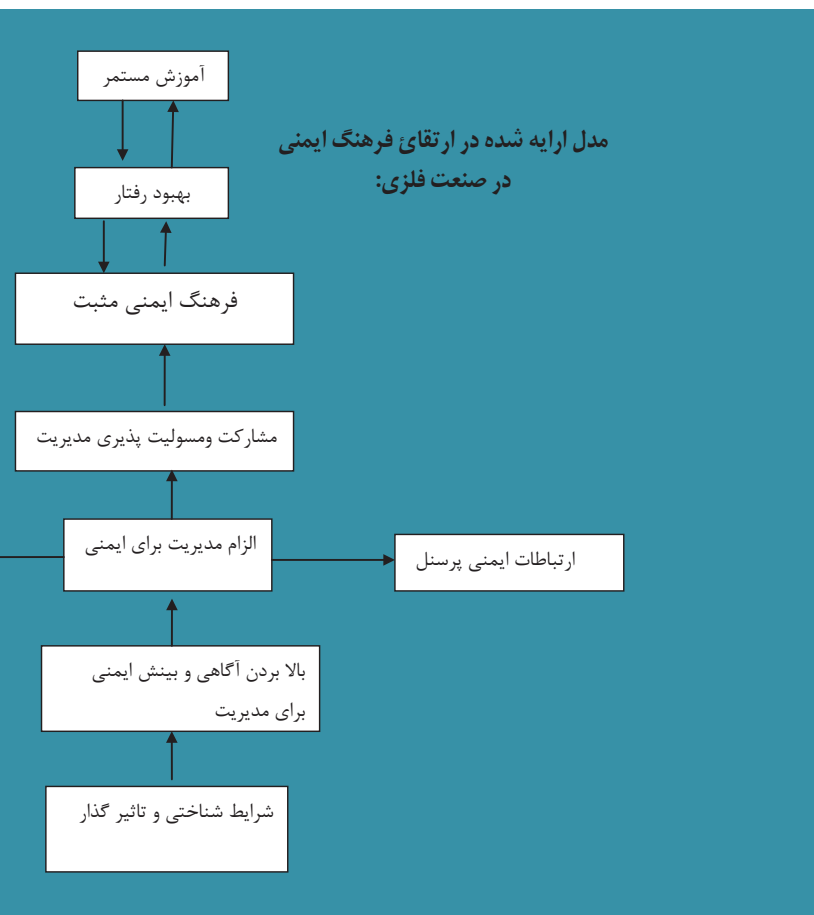 آموزش مستمر
مدل ارایه شده در ارتقائ فرهنگ ایمنی
در صنعت فلزی:
بهبود رفتار
فرهنگ ایمنی مثبت
مشارکت ومسولیت پذیری مدیریت
الزام مدیریت برای ایمنی
ارتباطات ایمنی پرسنل
بالا بردن آگاهی و بینش ایمنی
برای مدیریت
شرایط شناختی و تاثیر گذار